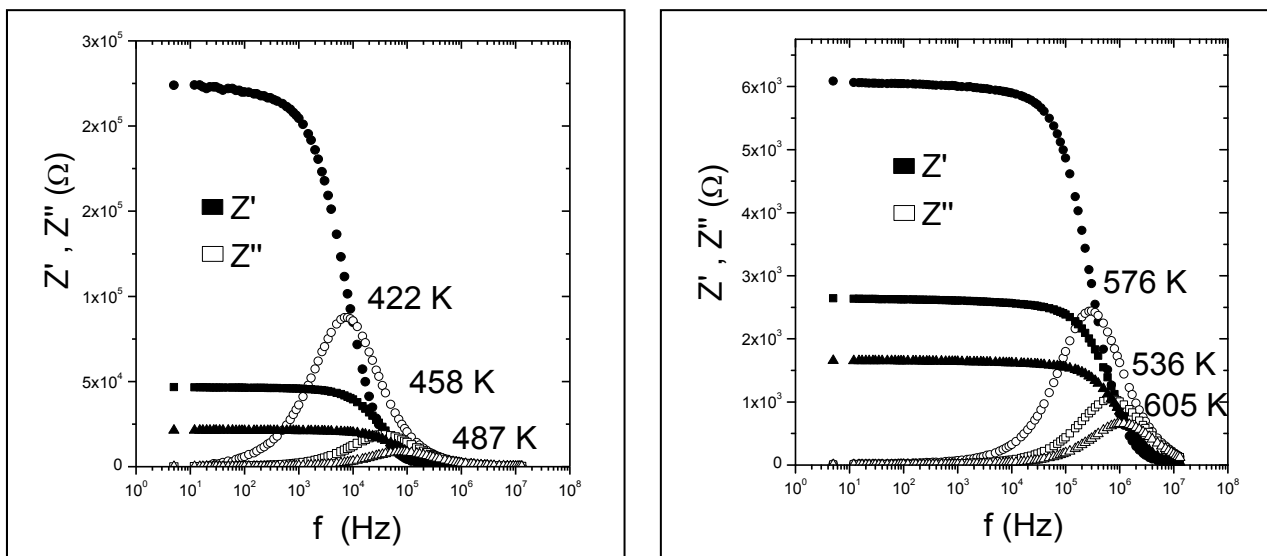 3x10⁵
2x10⁵
2x10⁵
1x10⁵
5x10⁴
0
Z' , Z'' (Ω)
Z'
Z''
422 K
458 K
487 K
10⁰ 10¹ 10² 10³ 10⁴ 10⁵ 10⁶ 10⁷ 10⁸
f (Hz)
6x10³
5x10³
4x10³
3x10³
2x10³
1x10³
0
Z' , Z'' (Ω)
Z'
Z''
576 K
536 K
605 K
10⁰ 10¹ 10² 10³ 10⁴ 10⁵ 10⁶ 10⁷ 10⁸
f (Hz)